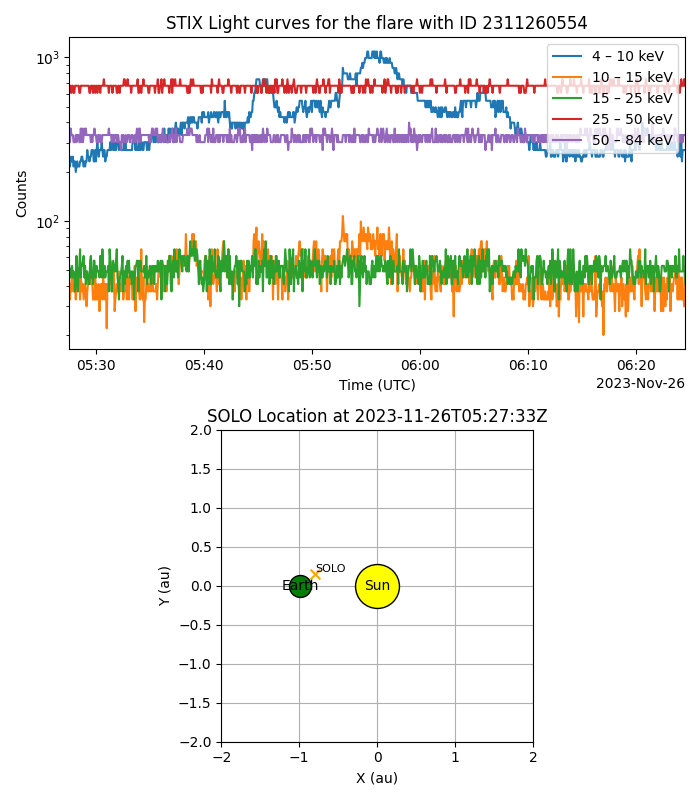 STIX Light curves for the flare with ID 2311260554
10³
10²
Counts
4 – 10 keV
10 – 15 keV
15 – 25 keV
25 – 50 keV
50 – 84 keV
05:30 05:40 05:50 06:00 06:10 06:20
Time (UTC)
2023-Nov-26
SOLO Location at 2023-11-26T05:27:33Z
2.0
1.5
1.0
0.5
0.0
−0.5
−1.0
−1.5
−2.0
Y (au)
SOLO
Earth
Sun
−2 −1 0 1 2
X (au)